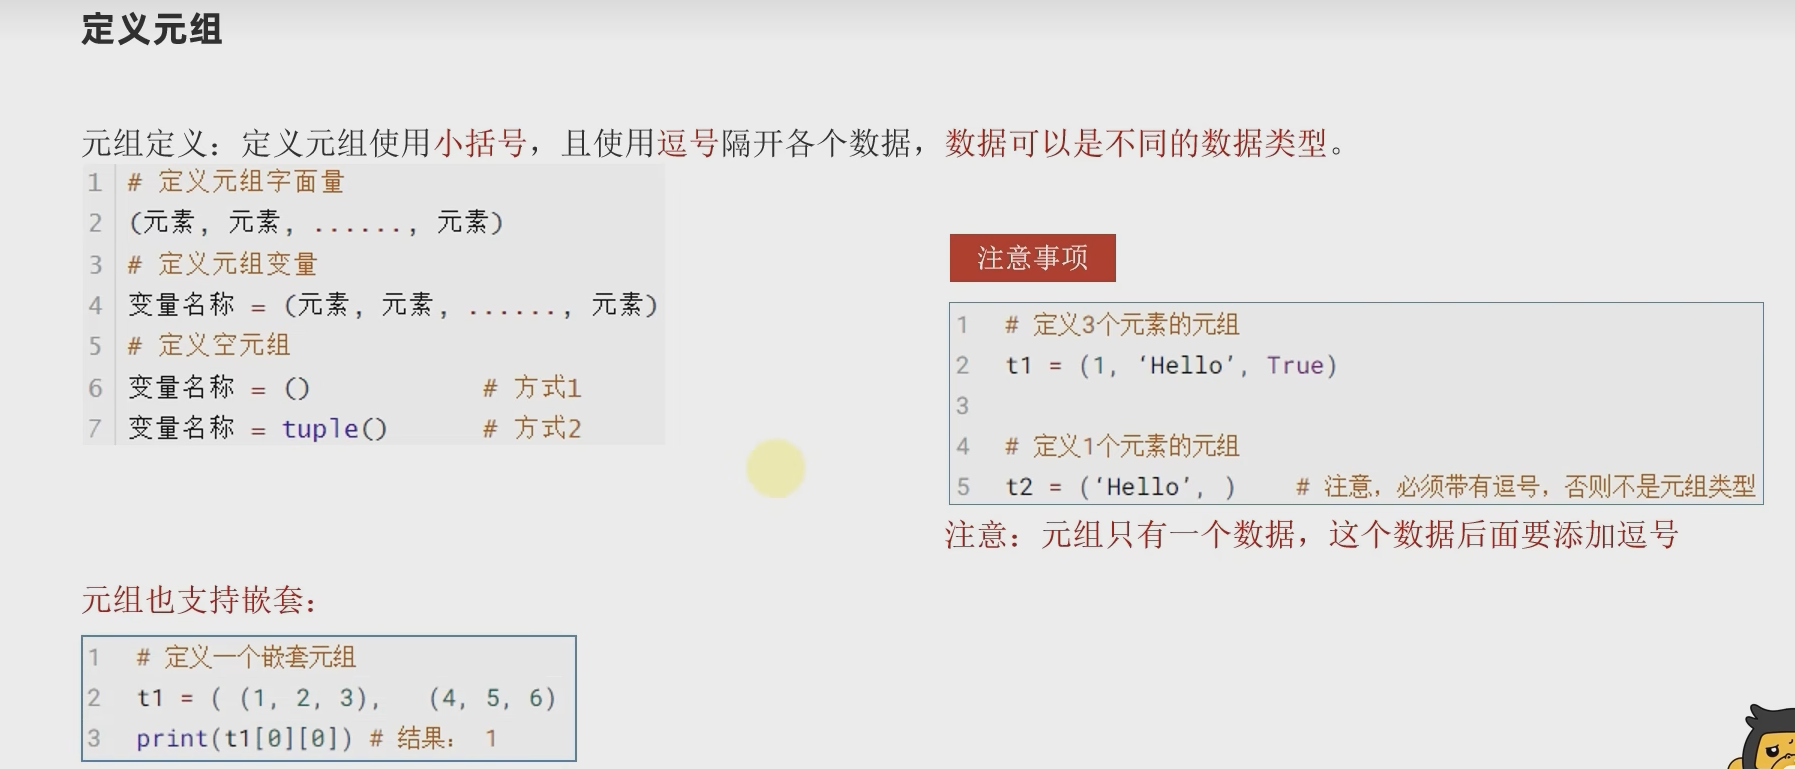 定义元组
元组定义：定义元组使用小括号，且使用逗号隔开各个数据，数据可以是不同的数据类型。
1 # 定义元组字面量
2 (元素, 元素, ......, 元素)
3 # 定义元组变量
4 变量名称 = (元素, 元素, ......, 元素)
5 # 定义空元组
6 变量名称 = () # 方式1
7 变量名称 = tuple() # 方式2
注意事项
1 # 定义3个元素的元组
2 t1 = (1, ‘Hello’, True)
3
4 # 定义1个元素的元组
5 t2 = (‘Hello’, ) # 注意，必须带有逗号，否则不是元组类型
注意：元组只有一个数据，这个数据后面要添加逗号
元组也支持嵌套：
1 # 定义一个嵌套元组
2 t1 = ( (1, 2, 3), (4, 5, 6)
3 print(t1[0][0]) # 结果： 1